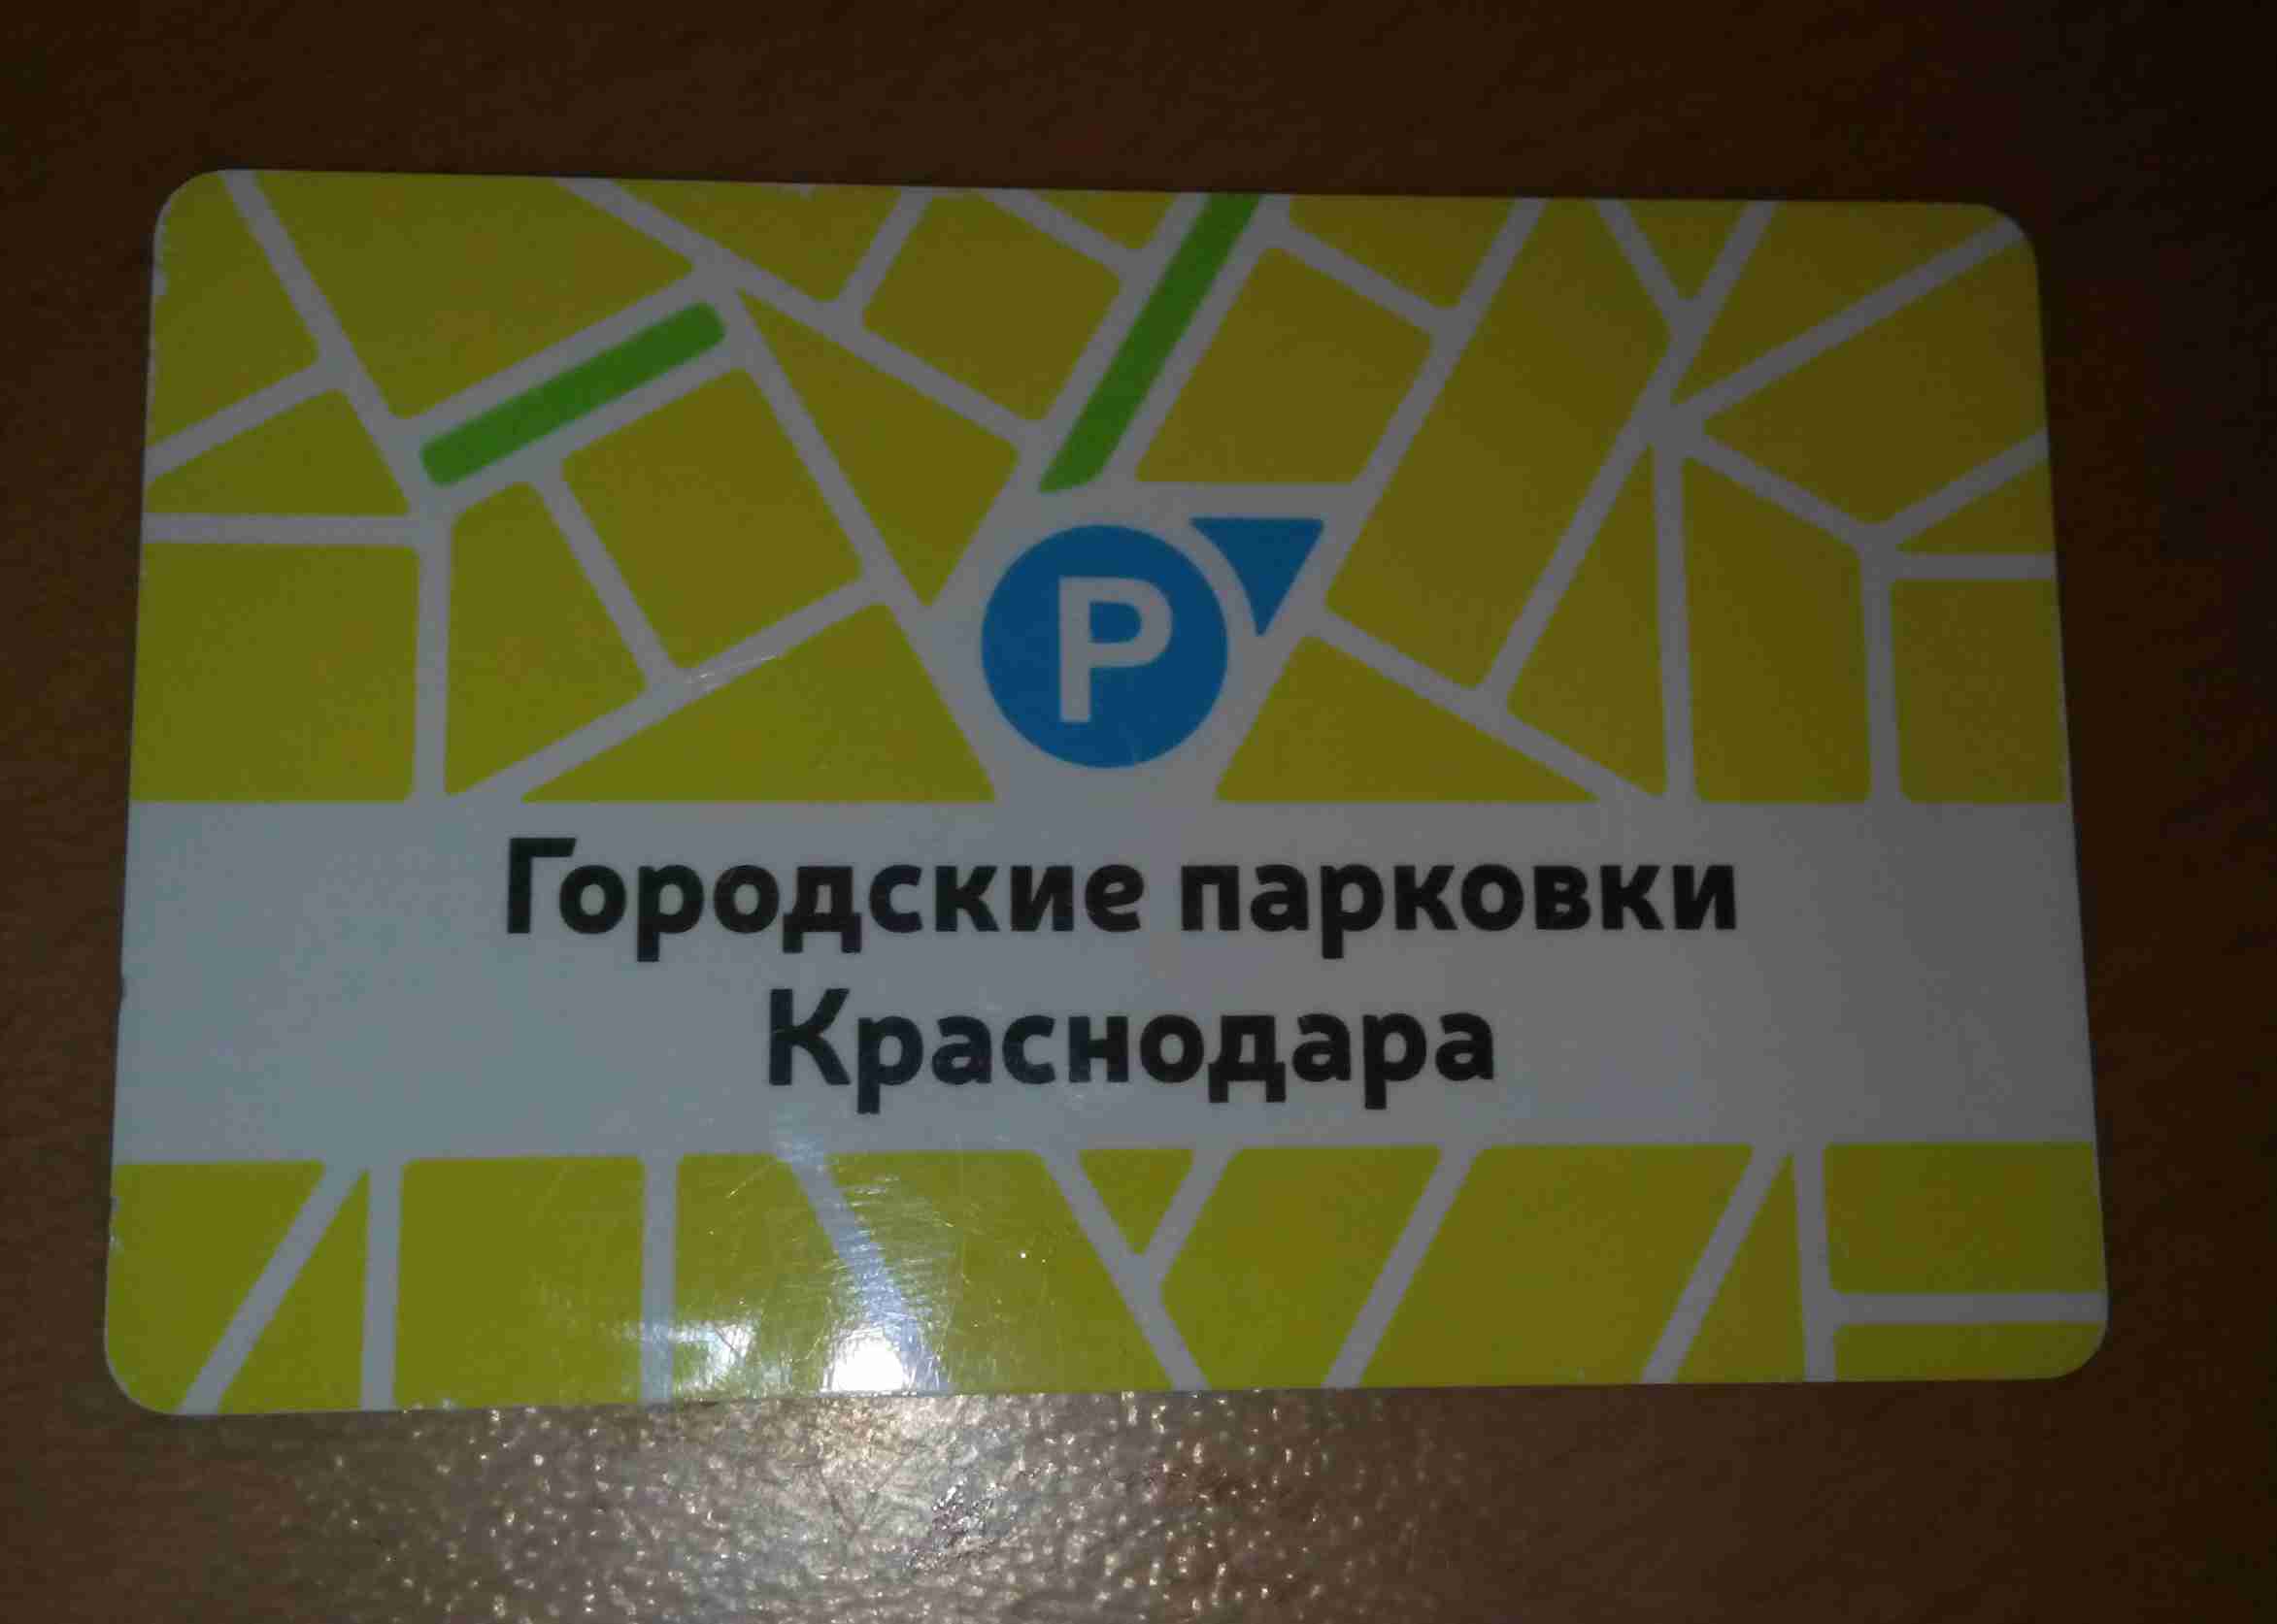 P
Городские парковки
Краснодара